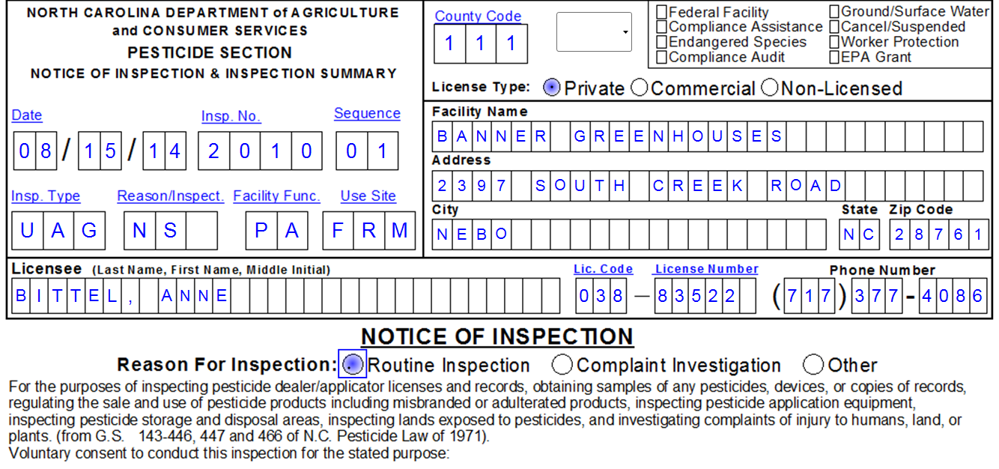 NORTH CAROLINA DEPARTMENT of AGRICULTURE
and CONSUMER SERVICES
PESTICIDE SECTION
NOTICE OF INSPECTION & INSPECTION SUMMARY
Date Insp. No. Sequence
08/15/14 2010 01
Insp. Type Reason/Inspect. Facility Func. Use Site
UAG NS PA FRM
County Code
111
Federal Facility Ground/Surface Water
Compliance Assistance Cancel/Suspended
Endangered Species Worker Protection
Compliance Audit EPA Grant
License Type: Private Commercial Non-Licensed
Facility Name
BANNER GREENHOUSES
Address
2397 SOUTH CREEK ROAD
City State Zip Code
NEBO NC 28761
Licensee (Last Name, First Name, Middle Initial) Lic. Code License Number Phone Number
BITTEL, ANNE 038 — 83522 (717)377-4086
NOTICE OF INSPECTION
Reason For Inspection: Routine Inspection Complaint Investigation Other
For the purposes of inspecting pesticide dealer/applicator licenses and records, obtaining samples of any pesticides, devices, or copies of records,
regulating the sale and use of pesticide products including misbranded or adulterated products, inspecting pesticide application equipment,
inspecting pesticide storage and disposal areas, inspecting lands exposed to pesticides, and investigating complaints of injury to humans, land, or
plants. (from G.S. 143-446, 447 and 466 of N.C. Pesticide Law of 1971).
Voluntary consent to conduct this inspection for the stated purpose: